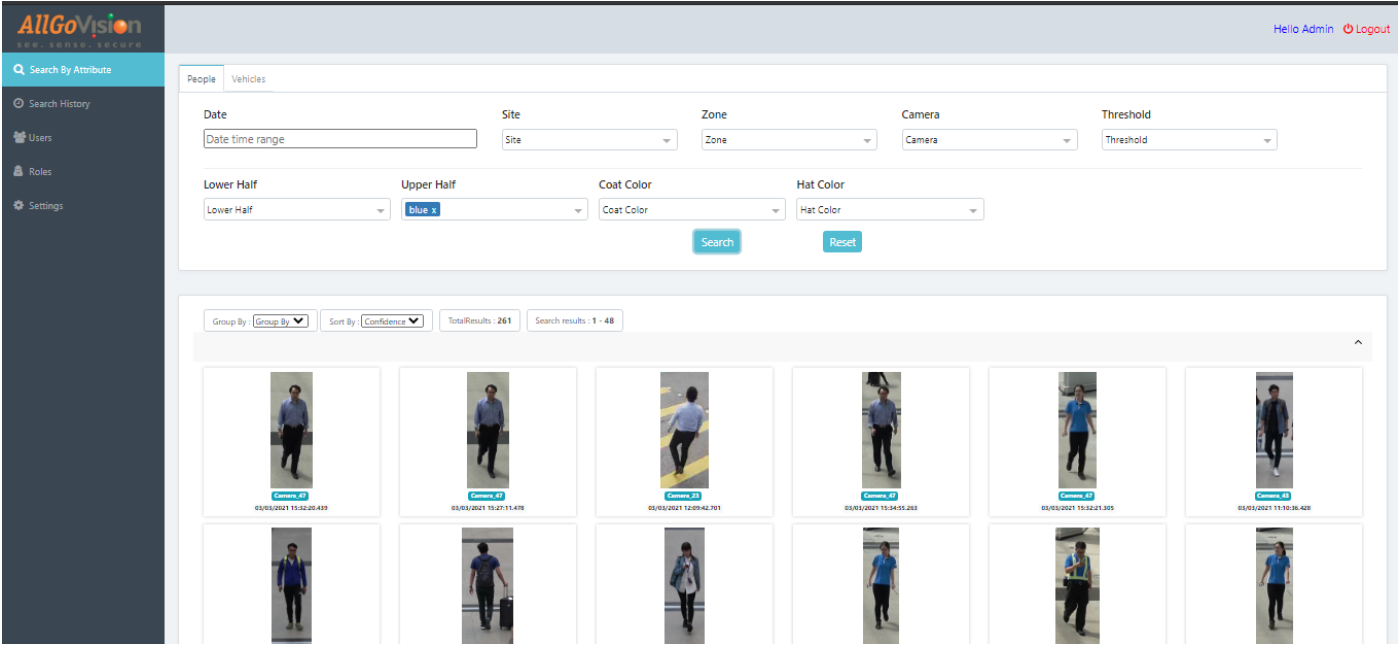 AllGoVision
see. sense. secure
Hello Admin Logout
Search By Attribute
Search History
Users
Roles
Settings
People Vehicles
Date Site Zone Camera Threshold
Date time range Site Zone Camera Threshold
Lower Half Upper Half Coat Color Hat Color
Lower Half blue x Coat Color Hat Color
Search Reset
Group By : Group By Sort By : Confidence TotalResults : 261 Search results : 1 - 48
Camera_47 Camera_47 Camera_23 Camera_47 Camera_47 Camera_43
03/03/2021 15:32:20.439 03/03/2021 15:27:11.478 03/03/2021 12:09:42.701 03/03/2021 15:34:55.263 03/03/2021 15:32:21.305 03/03/2021 11:10:36.428